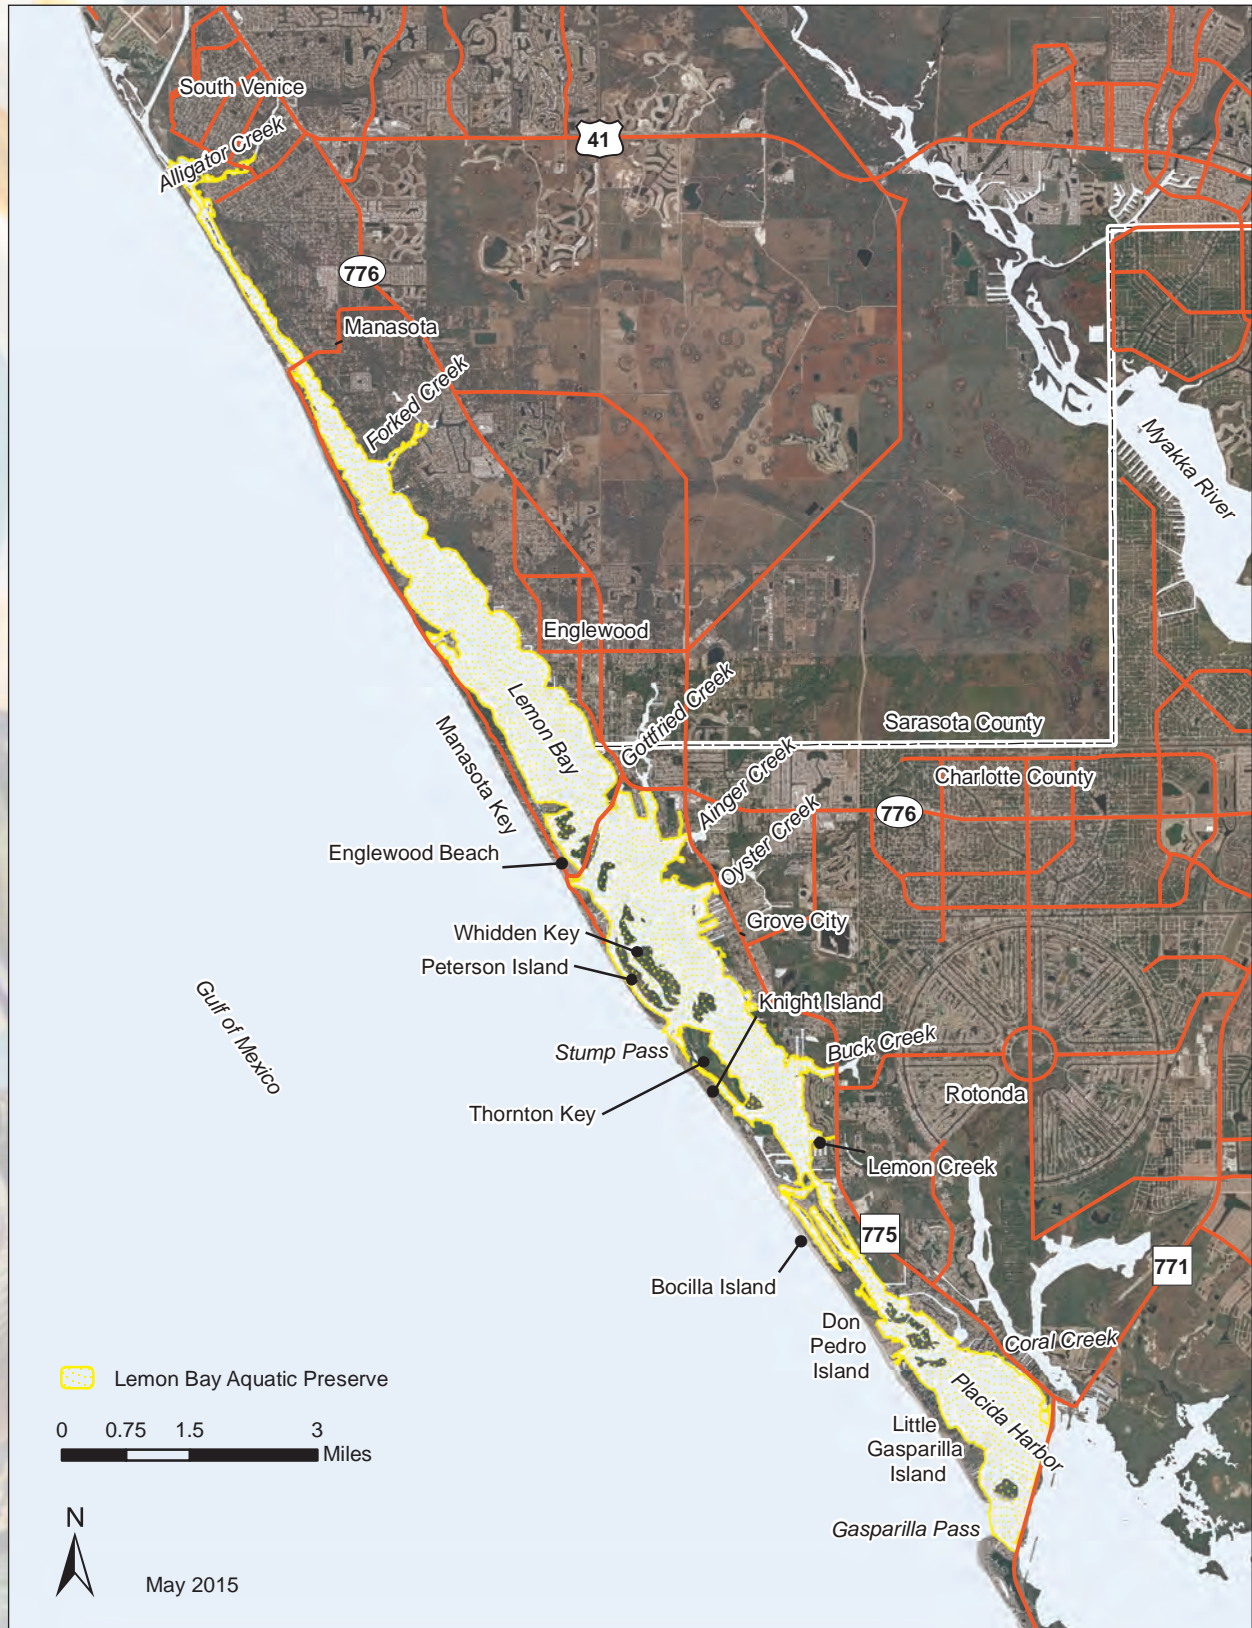 South Venice
Alligator Creek
41
776
Manasota
Forked Creek
Myakka River
Englewood
Lemon Bay
Gottfried Creek
Sarasota County
Charlotte County
Manasota Key
Ainger Creek
776
Oyster Creek
Englewood Beach
Grove City
Whidden Key
Peterson Island
Knight Island
Gulf of Mexico
Stump Pass
Buck Creek
Rotonda
Thornton Key
Lemon Creek
775
771
Bocilla Island
Don
Pedro
Island
Coral Creek
Lemon Bay Aquatic Preserve
Placida Harbor
0 0.75 1.5 3
Miles
Little
Gasparilla
Island
N
Gasparilla Pass
May 2015